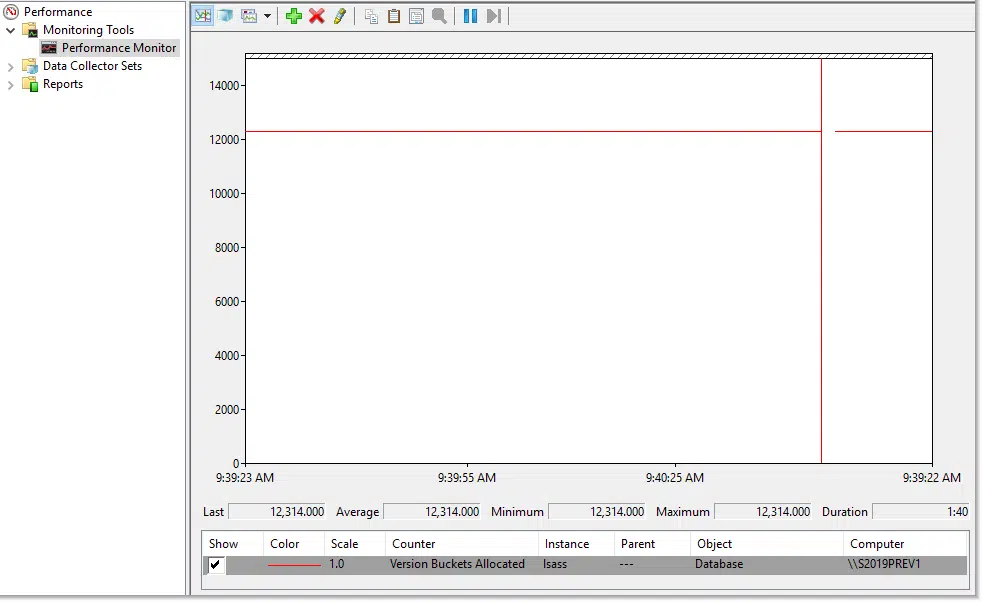 Performance
Monitoring Tools
Performance Monitor
Data Collector Sets
Reports
14000
12000
10000
8000
6000
4000
2000
0
9:39:23 AM 9:39:55 AM 9:40:25 AM 9:39:22 AM
Last 12,314.000 Average 12,314.000 Minimum 12,314.000 Maximum 12,314.000 Duration 1:40
Show Color Scale Counter Instance Parent Object Computer
1.0 Version Buckets Allocated lsass --- Database \\S2019PREV1